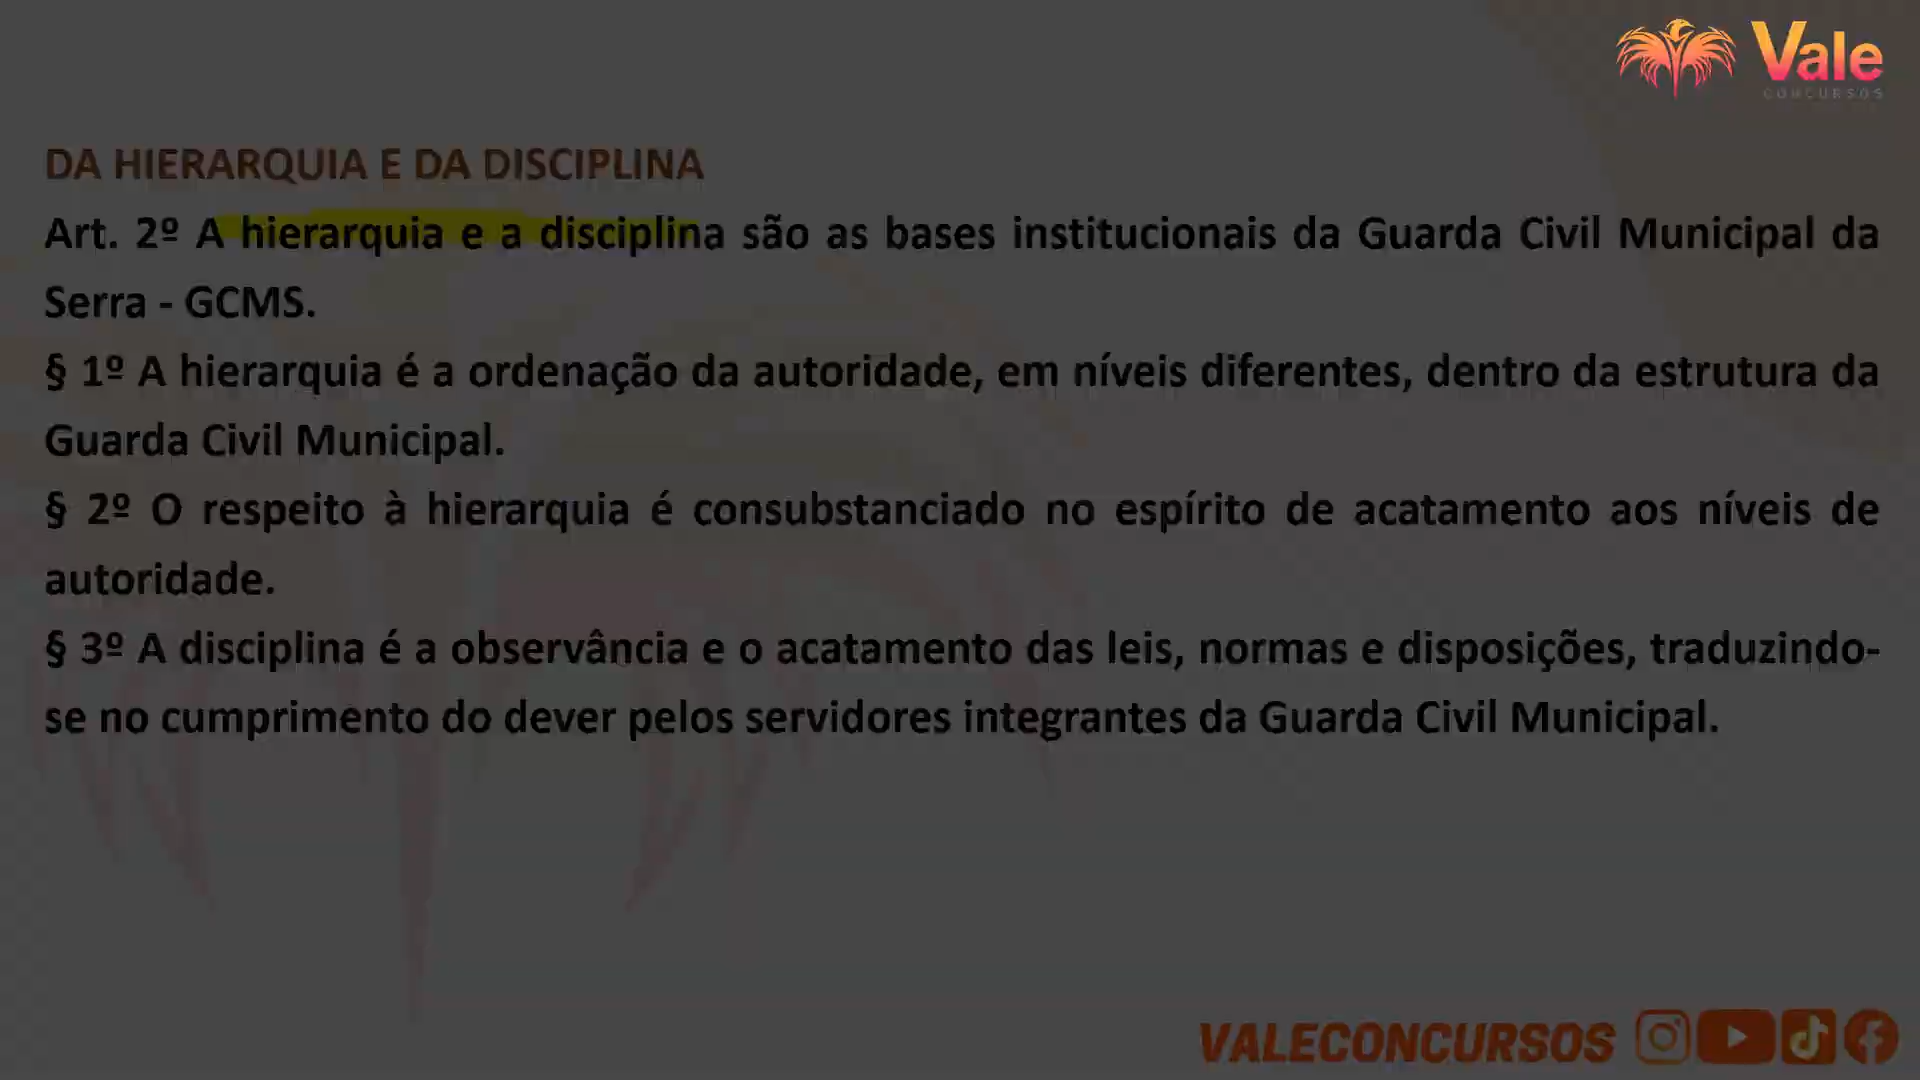 Vale
CONCURSOS
DA HIERARQUIA E DA DISCIPLINA
Art. 2º A hierarquia e a disciplina são as bases institucionais da Guarda Civil Municipal da
Serra - GCMS.
§ 1º A hierarquia é a ordenação da autoridade, em níveis diferentes, dentro da estrutura da
Guarda Civil Municipal.
§ 2º O respeito à hierarquia é consubstanciado no espírito de acatamento aos níveis de
autoridade.
§ 3º A disciplina é a observância e o acatamento das leis, normas e disposições, traduzindo-
se no cumprimento do dever pelos servidores integrantes da Guarda Civil Municipal.
VALECONCURSOS